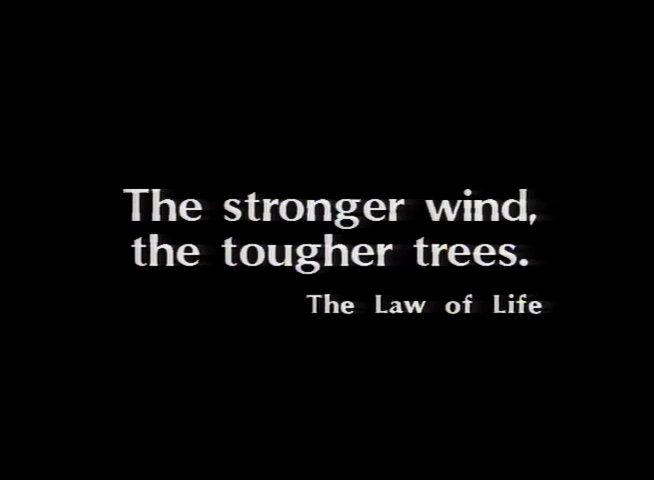 The stronger wind,
the tougher trees.
The Law of Life